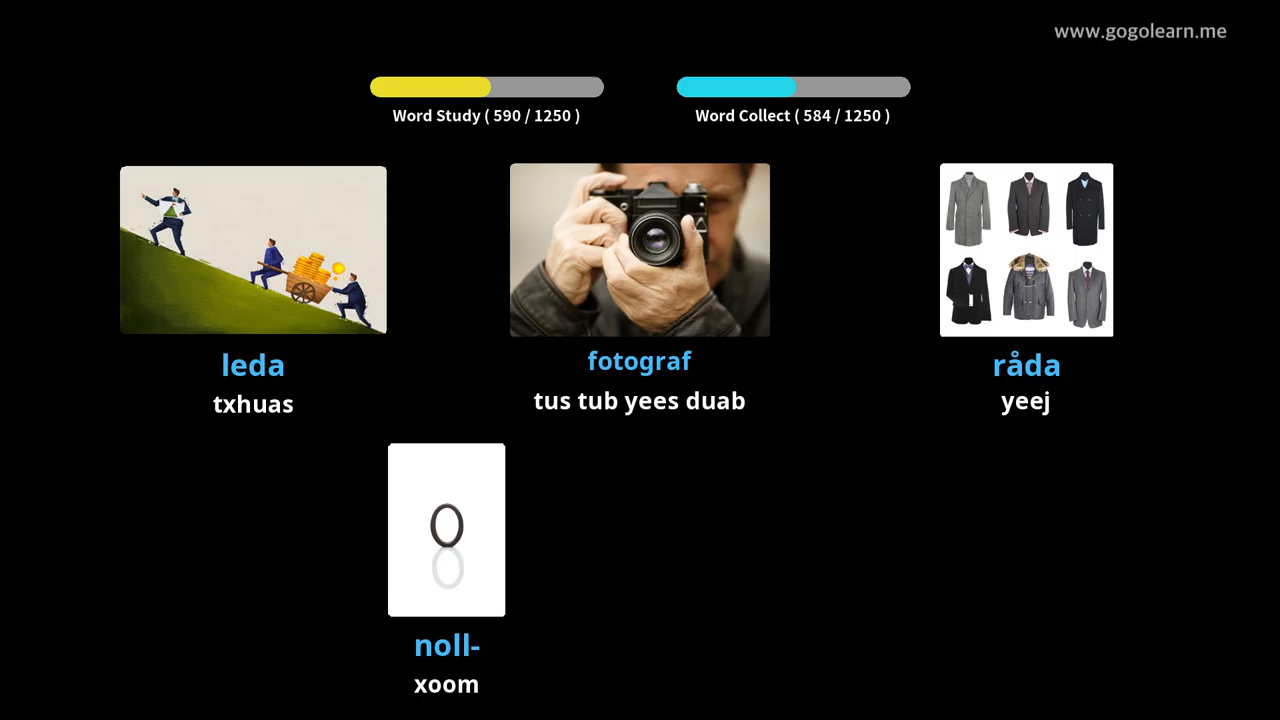 www.gogolearn.me
Word Study ( 590 / 1250 )
Word Collect ( 584 / 1250 )
leda
txhuas
fotograf
tus tub yees duab
råda
yeej
0
noll-
xoom